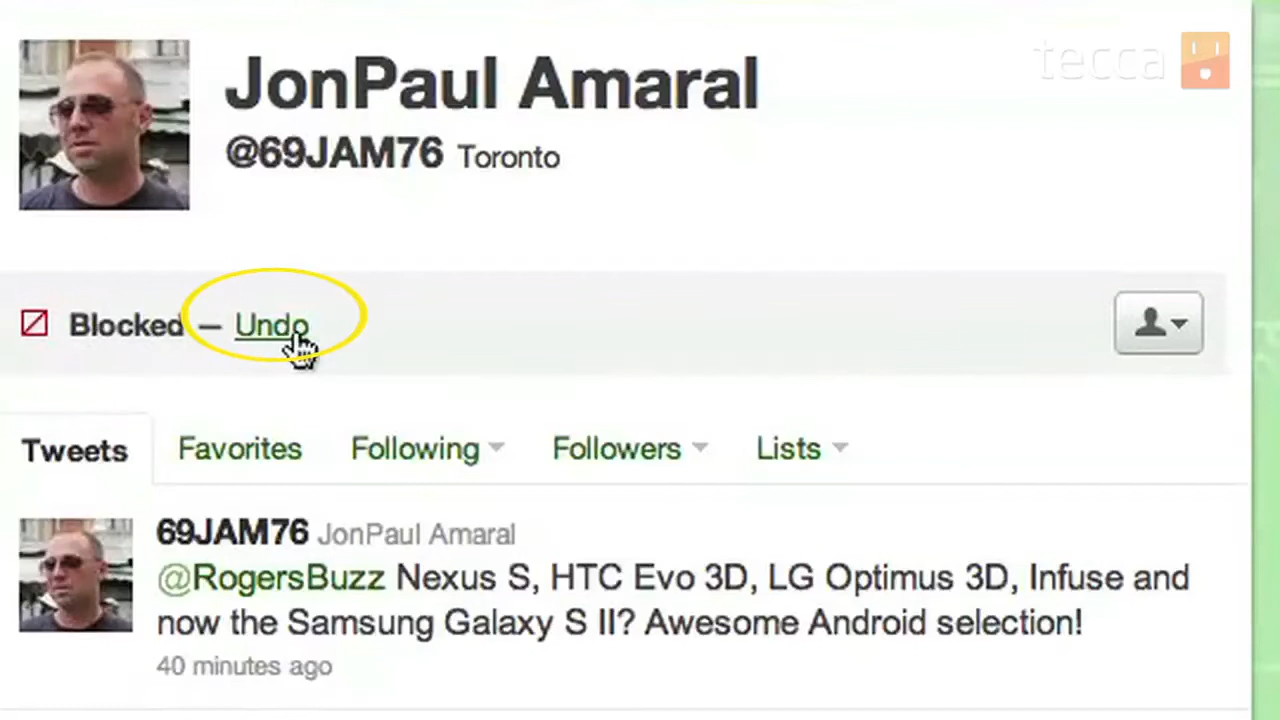 tecca
JonPaul Amaral
@69JAM76 Toronto
Blocked — Undo
Tweets Favorites Following Followers Lists
69JAM76 JonPaul Amaral
@RogersBuzz Nexus S, HTC Evo 3D, LG Optimus 3D, Infuse and
now the Samsung Galaxy S II? Awesome Android selection!
40 minutes ago